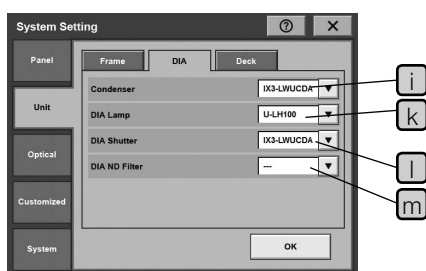 System Setting ? X
Panel
Frame DIA Deck
Condenser IX3-LWUCDA i
Unit
DIA Lamp U-LH100 k
DIA Shutter IX3-LWUCDA l
Optical
DIA ND Filter --- m
Customized
System
OK